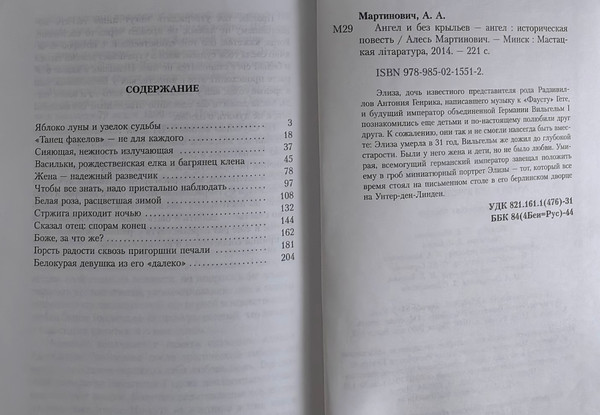 СОДЕРЖАНИЕ
Яблоко луны и узелок судьбы 3
«Танец факелов» — не для каждого 18
Сияющая, нежность излучающая 37
Васильки, рождественская елка и багрянец клена 45
Жена — надежный разведчик 78
Чтобы все знать, надо пристально наблюдать 97
Белая роза, расцветшая зимой 108
Стржига приходит ночью 132
Сказал отец: спорам конец 144
Боже, за что же? 162
Горсть радости сквозь пригоршни печали 181
Белокурая девушка из его «далеко» 204
Мартинович, А. А.
М29 Ангел и без крыльев — ангел : историческая
повесть / Алесь Мартинович. — Минск : Мастац-
кая літаратура, 2014. — 221 с.
ISBN 978-985-02-1551-2.
Элиза, дочь известного представителя рода Радзивил-
лов Антония Генриха, написавшего музыку к «Фаусту» Гете,
и будущий император объединенной Германии Вильгельм I
познакомились еще детьми и по-настоящему полюбили друг
друга. К сожалению, они так и не смогли навсегда быть вме-
сте: Элиза умерла в 31 год. Вильгельм же дожил до глубокой
старости. Были у него жена и дети, но не было любви. Уми-
рая, всемогущий германский император завещал положить
ему в гроб миниатюрный портрет Элизы — тот, который все
время стоял на письменном столе в его берлинском дворце
на Унтер-ден-Линден.
УДК 821.161.1(476)-31
ББК 84(4Беи=Рус)-44